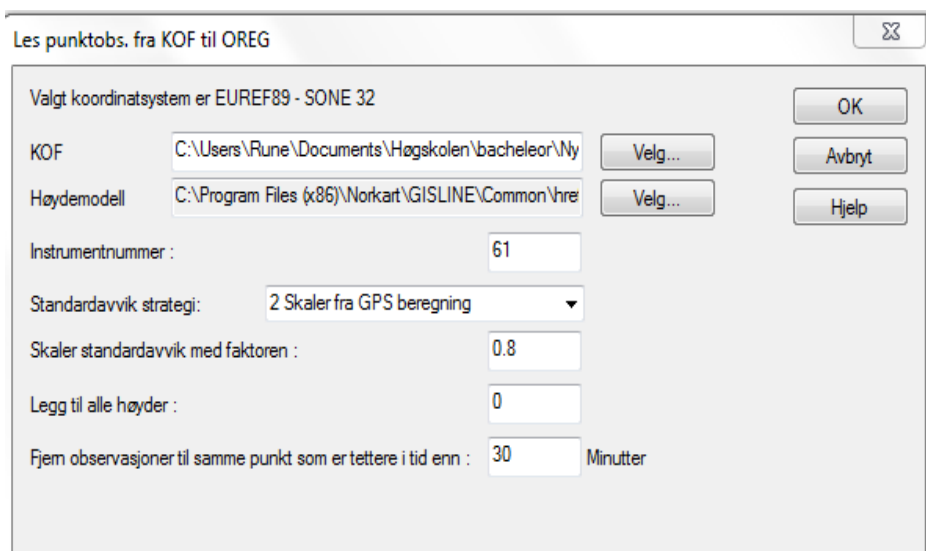 Les punktobs. fra KOF til OREG
Valgt koordinatsystem er EUREF89 - SONE 32
OK
KOF C:\Users\Rune\Documents\Høgskolen\bacheleor\Ny Velg...
Avbryt
Høydemodell C:\Program Files (x86)\Norkart\GISLINE\Common\hre Velg...
Hjelp
Instrumentnummer : 61
Standardavvik strategi: 2 Skaler fra GPS beregning
Skaler standardavvik med faktoren : 0.8
Legg til alle høyder : 0
Fjern observasjoner til samme punkt som er tettere i tid enn : 30 Minutter